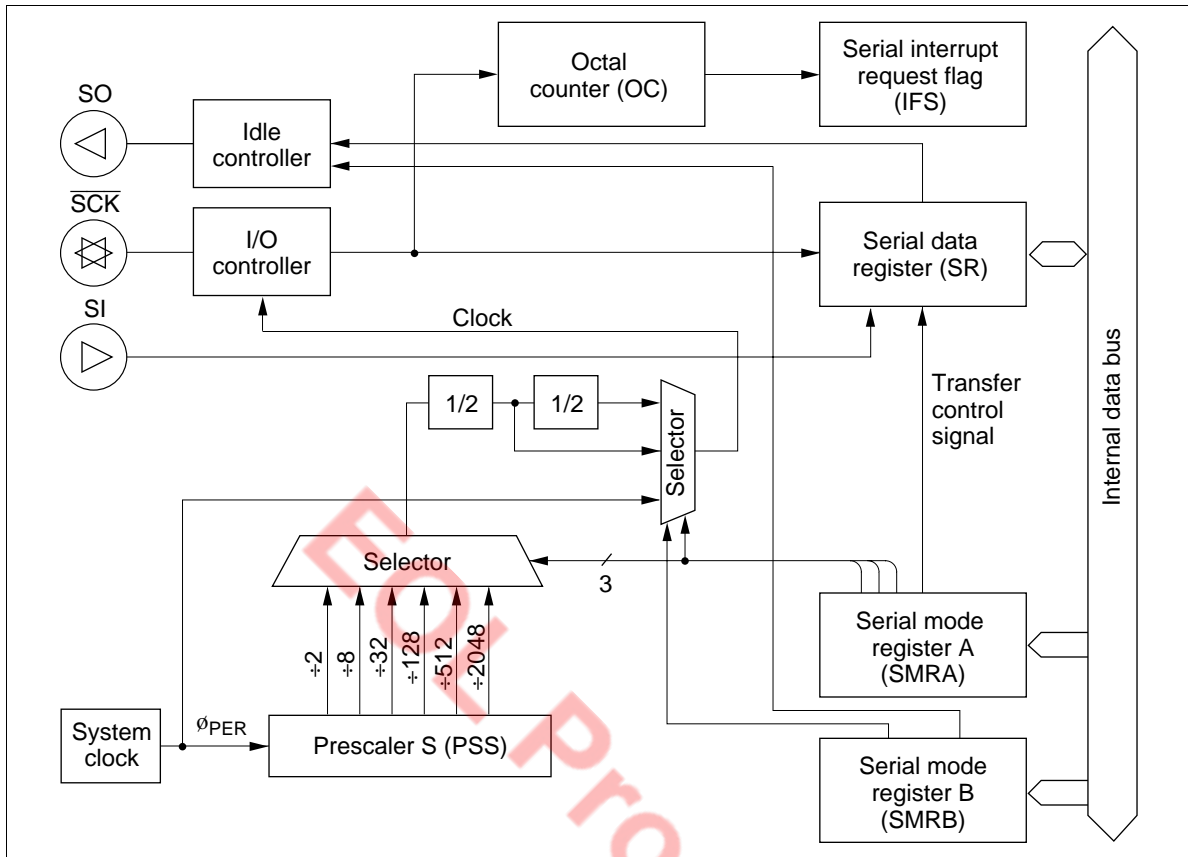 Octal
counter (OC)
Serial interrupt
request flag
(IFS)
SO
Idle
controller
SCK
I/O
controller
Serial data
register (SR)
SI
Clock
1/2
1/2
Selector
Transfer
control
signal
Internal data bus
Selector
3
÷2
÷8
÷32
÷128
÷512
÷2048
Serial mode
register A
(SMRA)
System
clock
øPER
Prescaler S (PSS)
Serial mode
register B
(SMRB)
EOL Pro